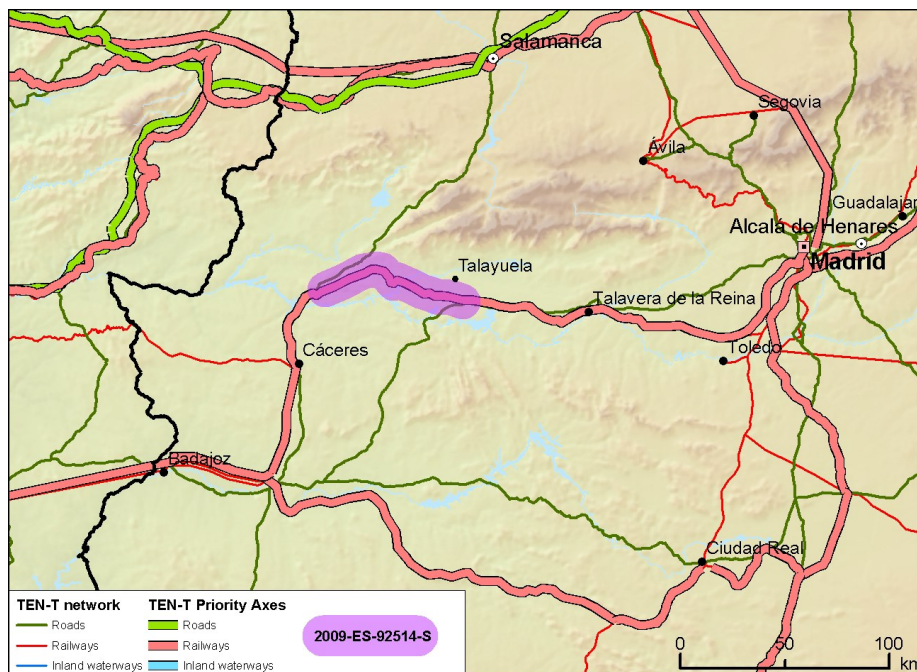 Salamanca
Segovia
Ávila
Guadalajar
Alcalá de Henares
Madrid
Talayuela
Talavera de la Reina
Toledo
Cáceres
Badajoz
Ciudad Real
TEN-T network TEN-T Priority Axes
Roads Roads
Railways Railways
Inland waterways Inland waterways
2009-ES-92514-S
0 50 100
km